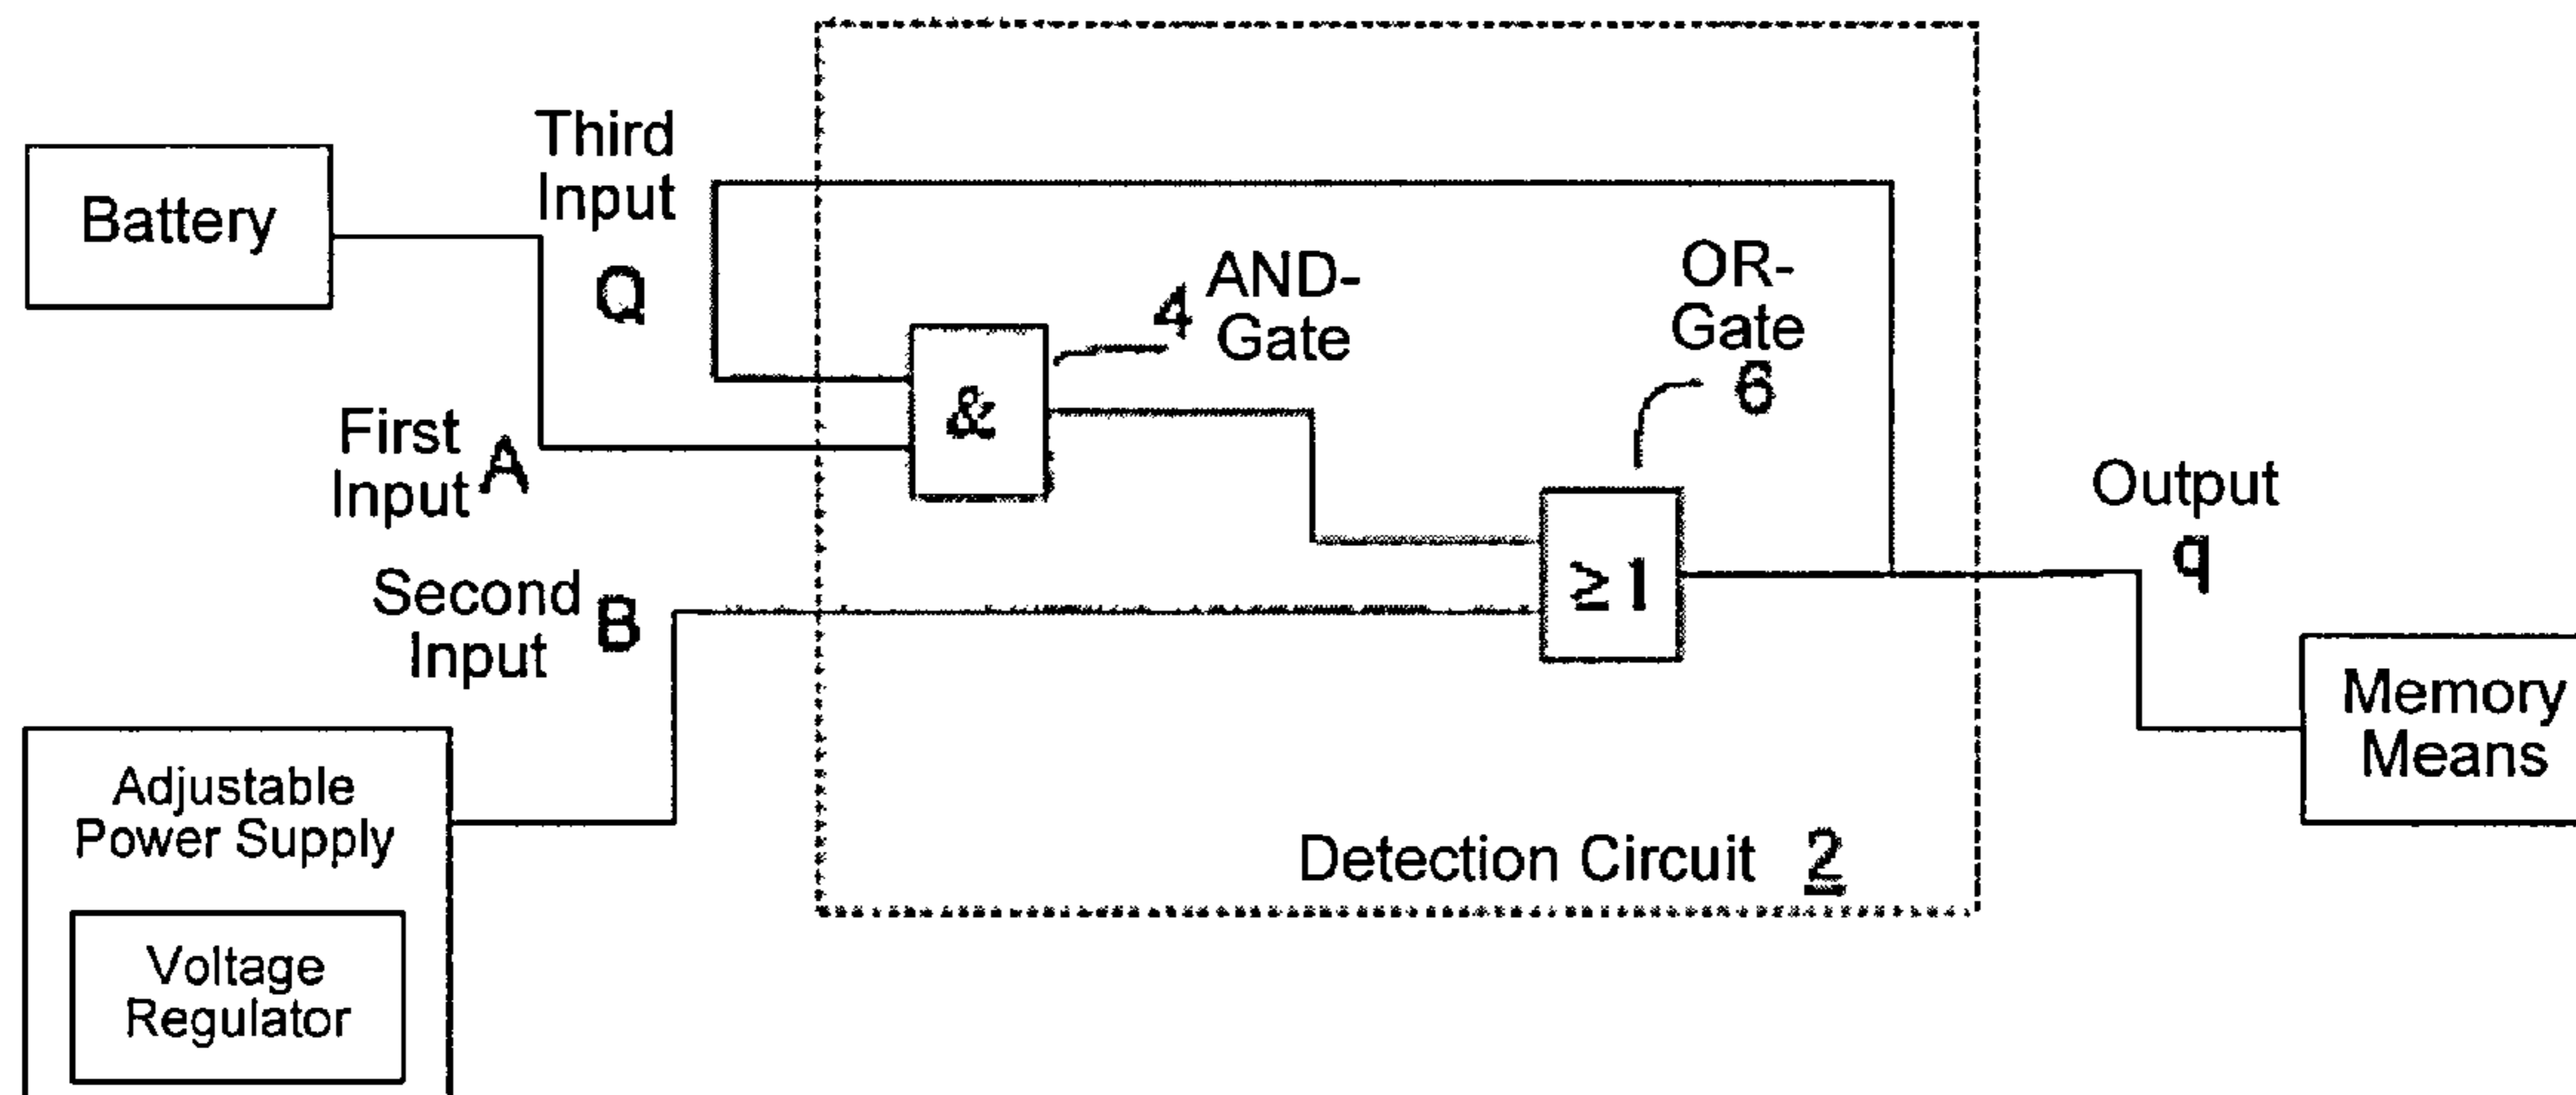 Third
Input
Q
Battery
AND-
Gate
4
OR-
Gate
6
&
First
Input
A
Output
q
≥1
Second
Input
B
Memory
Means
Adjustable
Power Supply
Voltage
Regulator
Detection Circuit 2